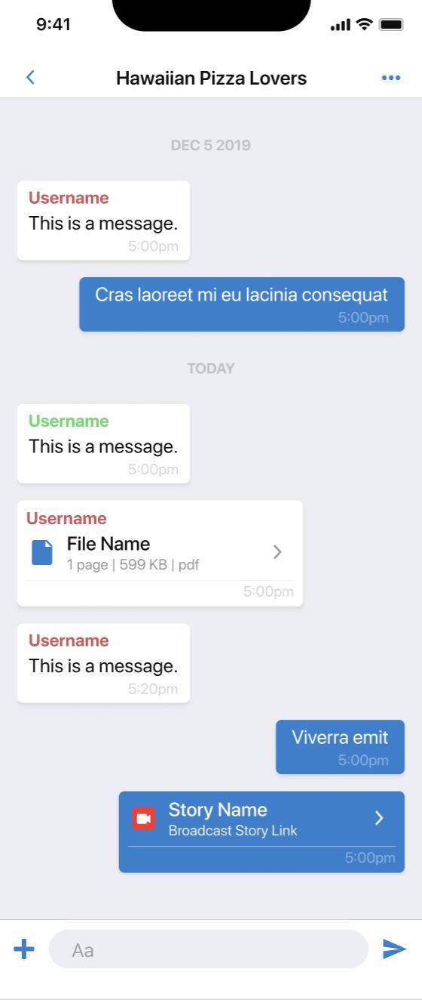 9:41
Hawaiian Pizza Lovers
DEC 5 2019
Username
This is a message.
5:00pm
Cras laoreet mi eu lacinia consequat
5:00pm
TODAY
Username
This is a message.
5:00pm
Username
File Name
1 page | 599 KB | pdf
5:00pm
Username
This is a message.
5:20pm
Viverra emit
5:00pm
Story Name
Broadcast Story Link
5:00pm
Aa